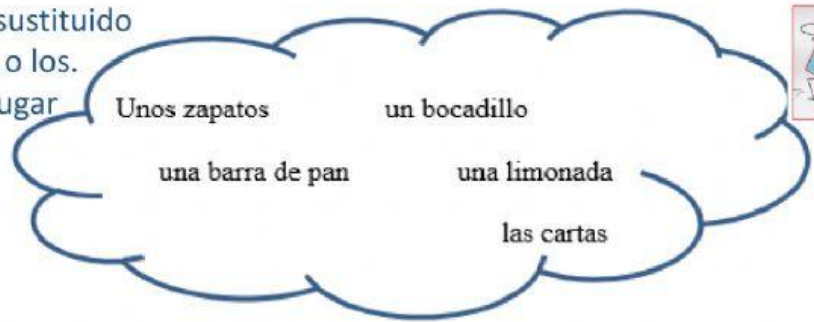 sustituido
o los.
ugar
Unos zapatos un bocadillo
una barra de pan una limonada
las cartas